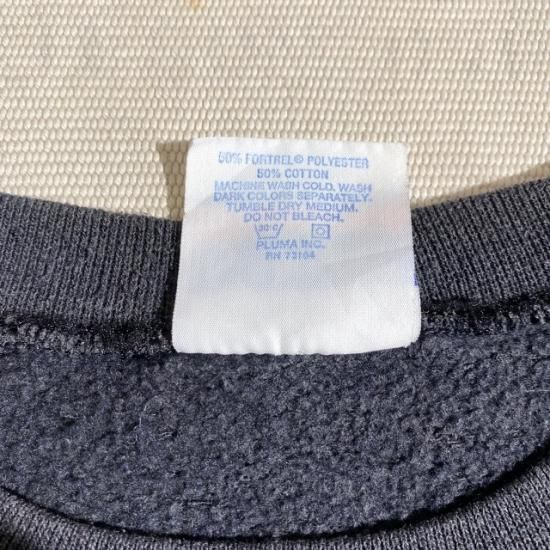 50% FORTREL® POLYESTER
50% COTTON
MACHINE WASH COLD. WASH
DARK COLORS SEPARATELY.
TUMBLE DRY MEDIUM.
DO NOT BLEACH.
30°C
PLUMA INC.
RN 73104